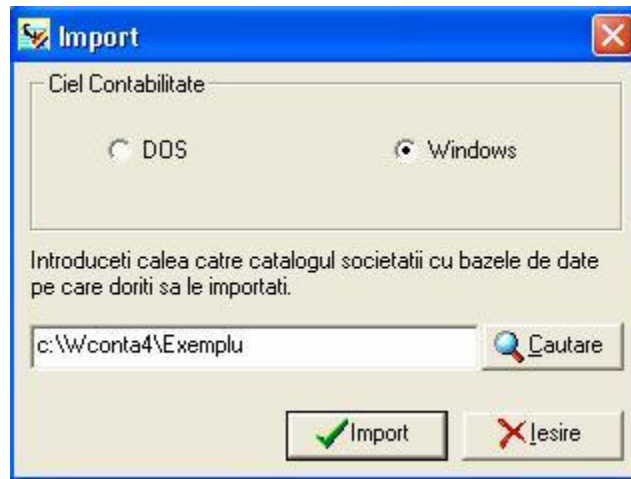 Import
Ciel Contabilitate
DOS
Windows
Introduceti calea catre catalogul societatii cu bazele de date
pe care doriti sa le importati.
c:\Wconta4\Exemplu
Cautare
Import
Iesire